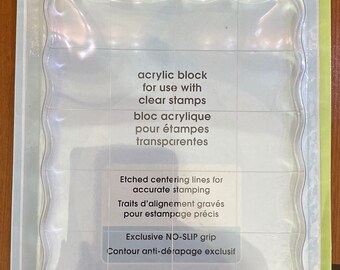 acrylic block
for use with
clear stamps
bloc acrylique
pour étampes
transparentes
Etched centering lines for
accurate stamping
Traits d'alignement gravés
pour estampage précis
Exclusive NO-SLIP grip
Contour anti-dérapage exclusif